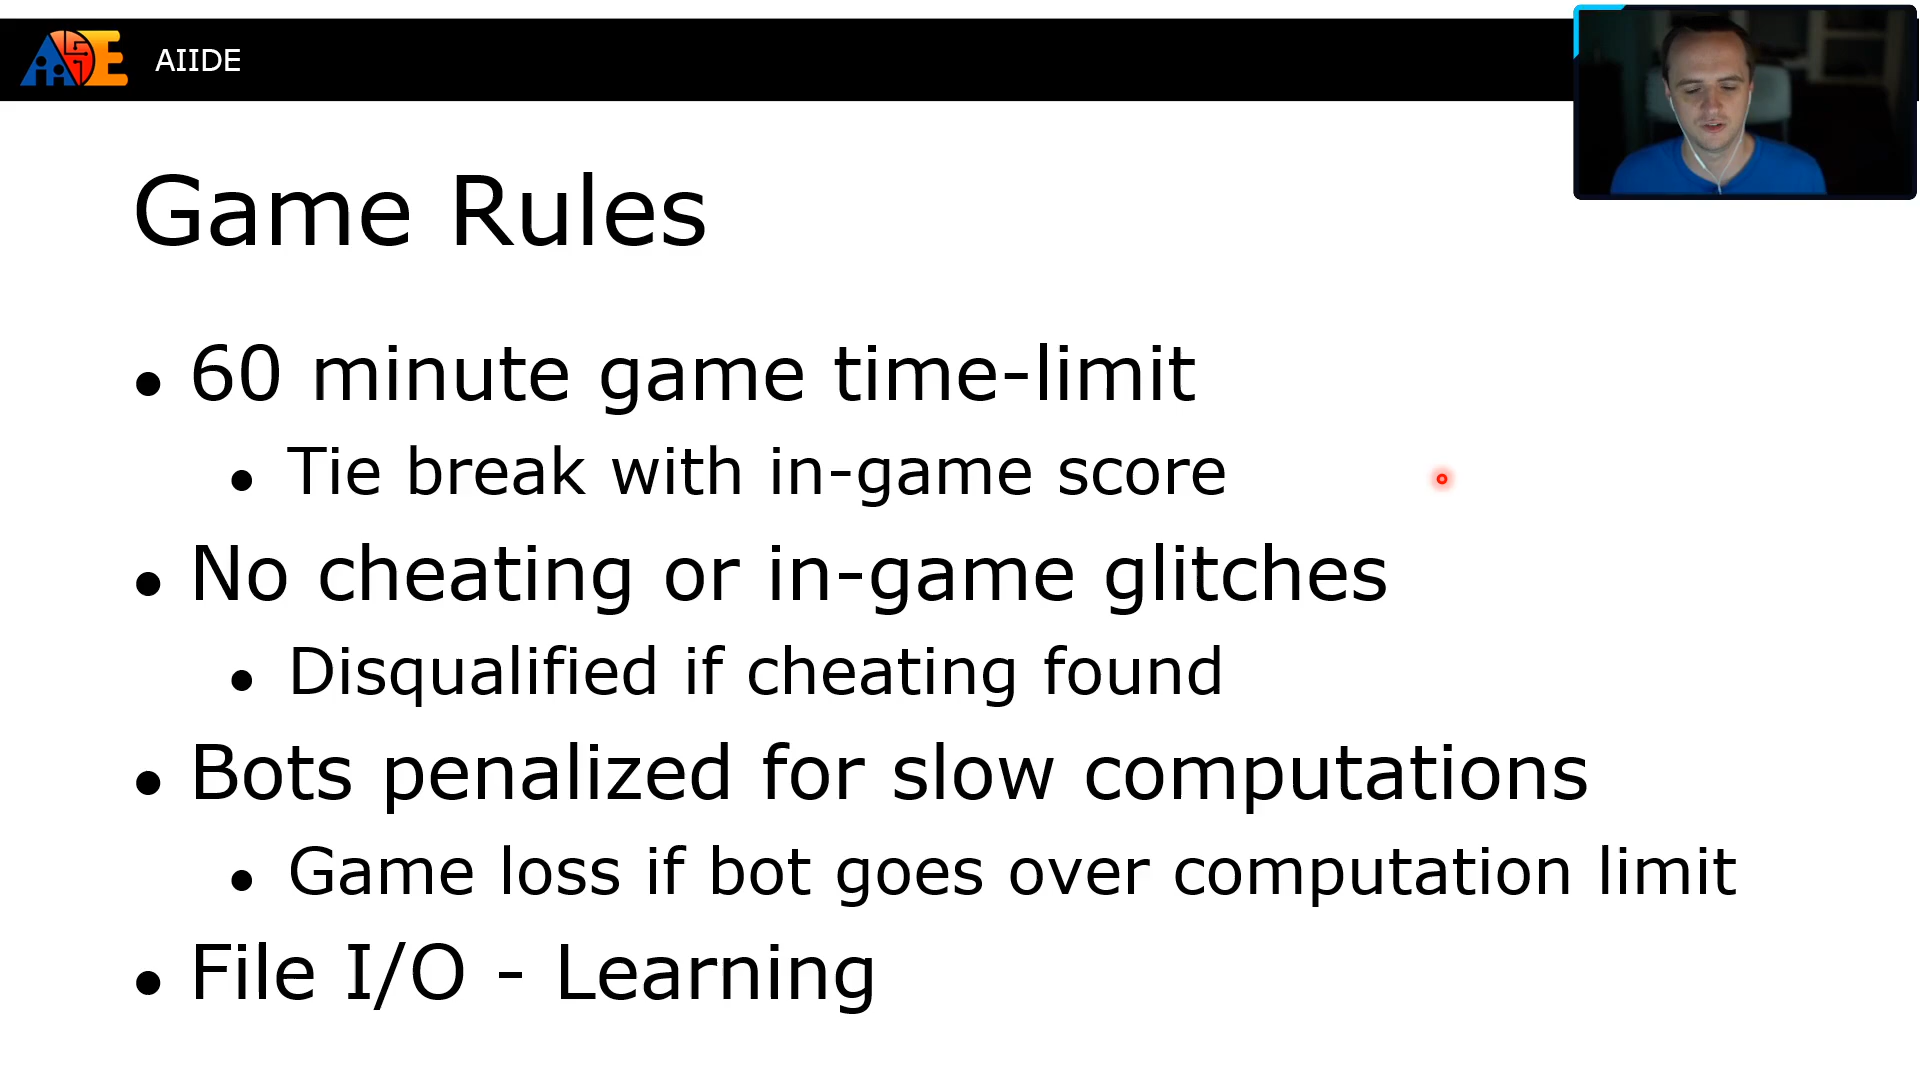 AIIDE
AIIDE
Game Rules
• 60 minute game time-limit
• Tie break with in-game score
• No cheating or in-game glitches
• Disqualified if cheating found
• Bots penalized for slow computations
• Game loss if bot goes over computation limit
• File I/O - Learning